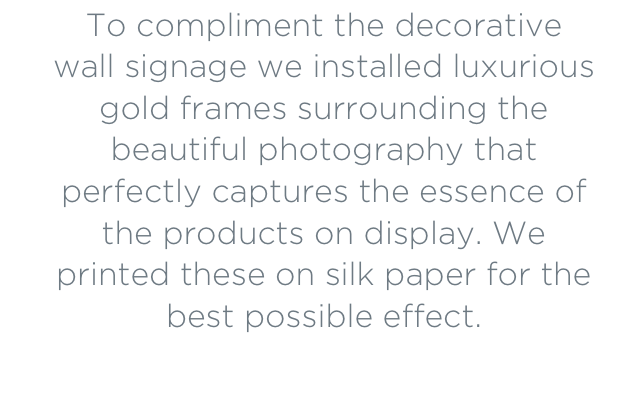 To compliment the decorative
wall signage we installed luxurious
gold frames surrounding the
beautiful photography that
perfectly captures the essence of
the products on display. We
printed these on silk paper for the
best possible effect.